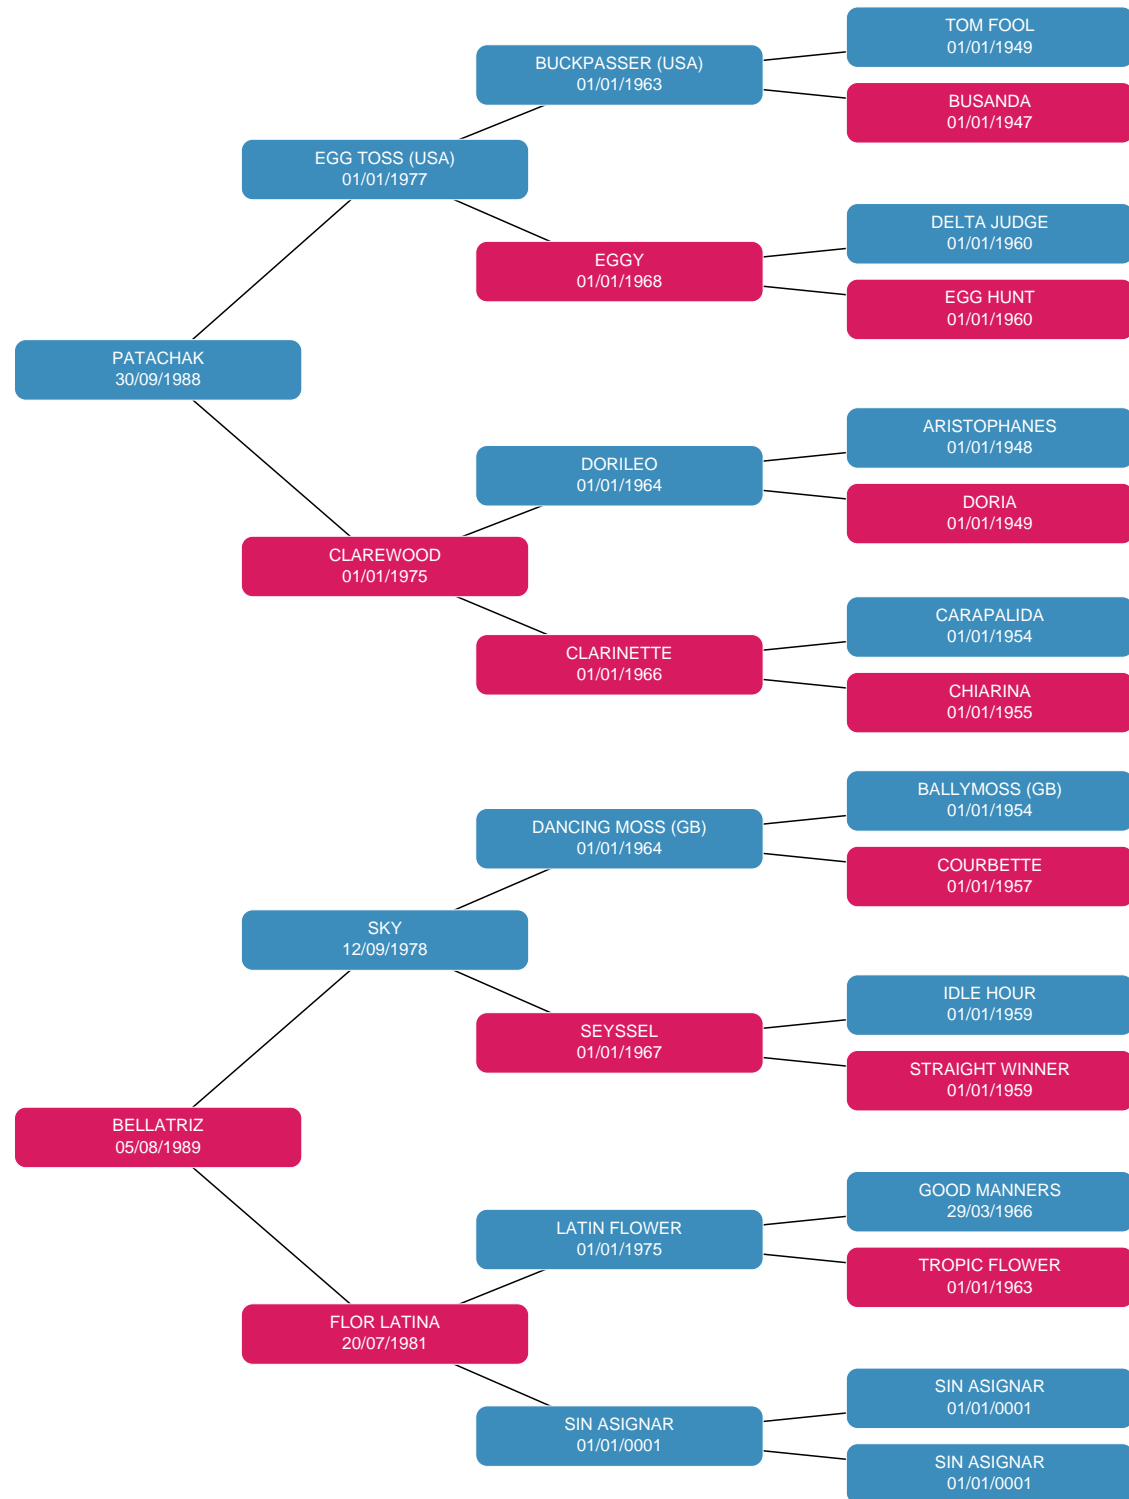 TOM FOOL
01/01/1949
BUCKPASSER (USA)
01/01/1963
BUSANDA
01/01/1947
EGG TOSS (USA)
01/01/1977
DELTA JUDGE
01/01/1960
EGGY
01/01/1968
EGG HUNT
01/01/1960
PATACHAK
30/09/1988
ARISTOPHANES
01/01/1948
DORILEO
01/01/1964
DORIA
01/01/1949
CLAREWOOD
01/01/1975
CARAPALIDA
01/01/1954
CLARINETTE
01/01/1966
CHIARINA
01/01/1955
BALLYMOSS (GB)
01/01/1954
DANCING MOSS (GB)
01/01/1964
COURBETTE
01/01/1957
SKY
12/09/1978
IDLE HOUR
01/01/1959
SEYSSEL
01/01/1967
STRAIGHT WINNER
01/01/1959
BELLATRIZ
05/08/1989
GOOD MANNERS
29/03/1966
LATIN FLOWER
01/01/1975
TROPIC FLOWER
01/01/1963
FLOR LATINA
20/07/1981
SIN ASIGNAR
01/01/0001
SIN ASIGNAR
01/01/0001
SIN ASIGNAR
01/01/0001